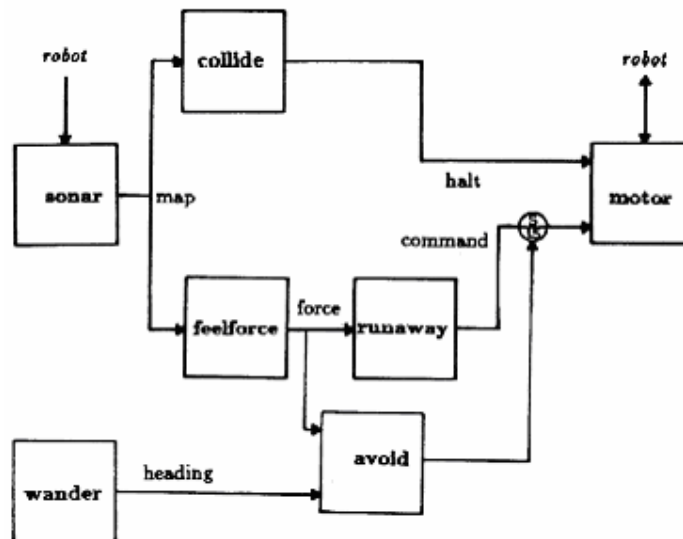 robot
collide
robot
sonar
map
halt
motor
command
feelforce
force
runaway
avoid
heading
wander